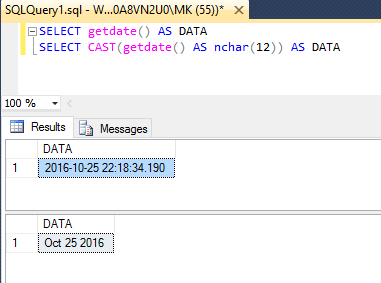 SQLQuery1.sql - W...0A8VN2U0\MK (55))*
SELECT getdate() AS DATA
SELECT CAST(getdate() AS nchar(12)) AS DATA
100 %
Results Messages
DATA
1 2016-10-25 22:18:34.190
DATA
1 Oct 25 2016